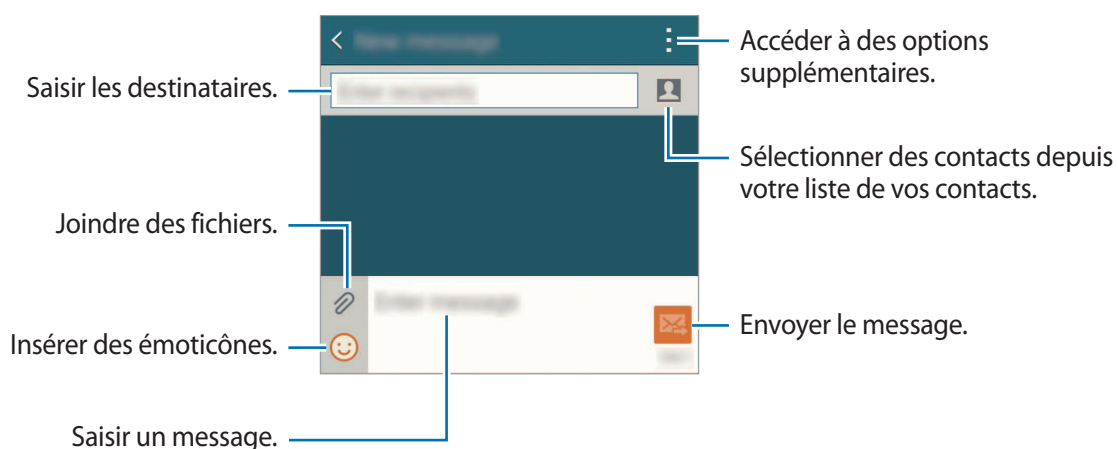 Accéder à des options
supplémentaires.
Saisir les destinataires.
Sélectionner des contacts depuis
votre liste de vos contacts.
Joindre des fichiers.
Envoyer le message.
Insérer des émoticônes.
Saisir un message.